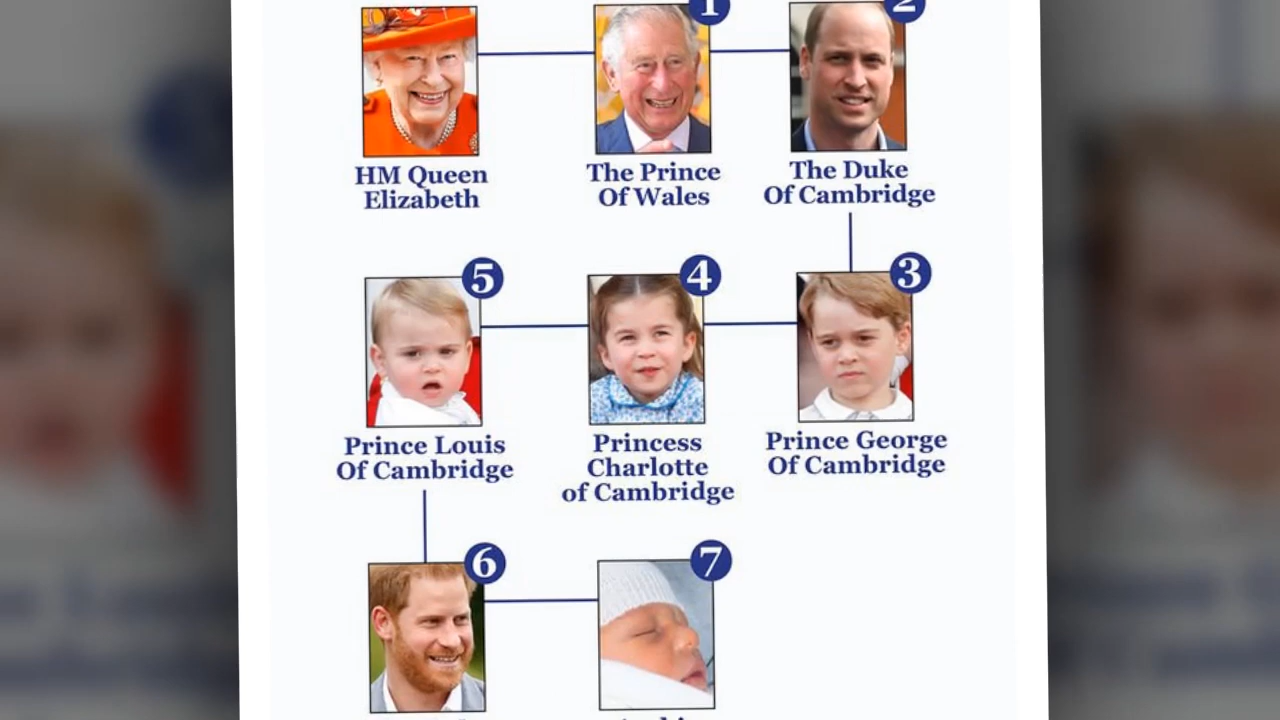 1
2
HM Queen
Elizabeth
The Prince
Of Wales
The Duke
Of Cambridge
5
4
3
Prince Louis
Of Cambridge
Princess
Charlotte
of Cambridge
Prince George
Of Cambridge
6
7